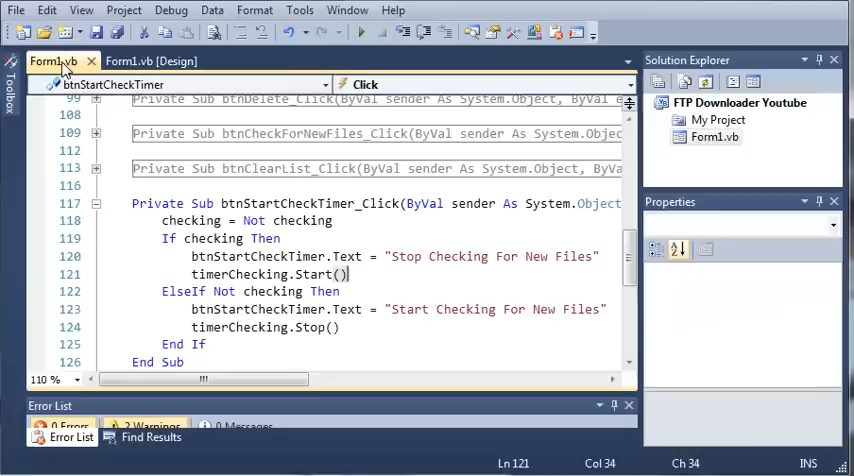 File Edit View Project Debug Data Format Tools Window Help
Form1.vb Form1.vb [Design]
Solution Explorer
Toolbox
btnStartCheckTimer Click
99 Private Sub btnDelete_Click(ByVal sender As System.Object, ByVal e
108
109 Private Sub btnCheckForNewFiles_Click(ByVal sender As System.Objec
112
113 Private Sub btnClearList_Click(ByVal sender As System.Object, ByVa
116
117 Private Sub btnStartCheckTimer_Click(ByVal sender As System.Object
118 checking = Not checking
119 If checking Then
120 btnStartCheckTimer.Text = "Stop Checking For New Files"
121 timerChecking.Start()
122 ElseIf Not checking Then
123 btnStartCheckTimer.Text = "Start Checking For New Files"
124 timerChecking.Stop()
125 End If
126 End Sub
110 %
FTP Downloader Youtube
My Project
Form1.vb
Properties
Error List
0 Errors 2 Warnings 0 Messages
Error List Find Results
Ln 121 Col 34 Ch 34 INS